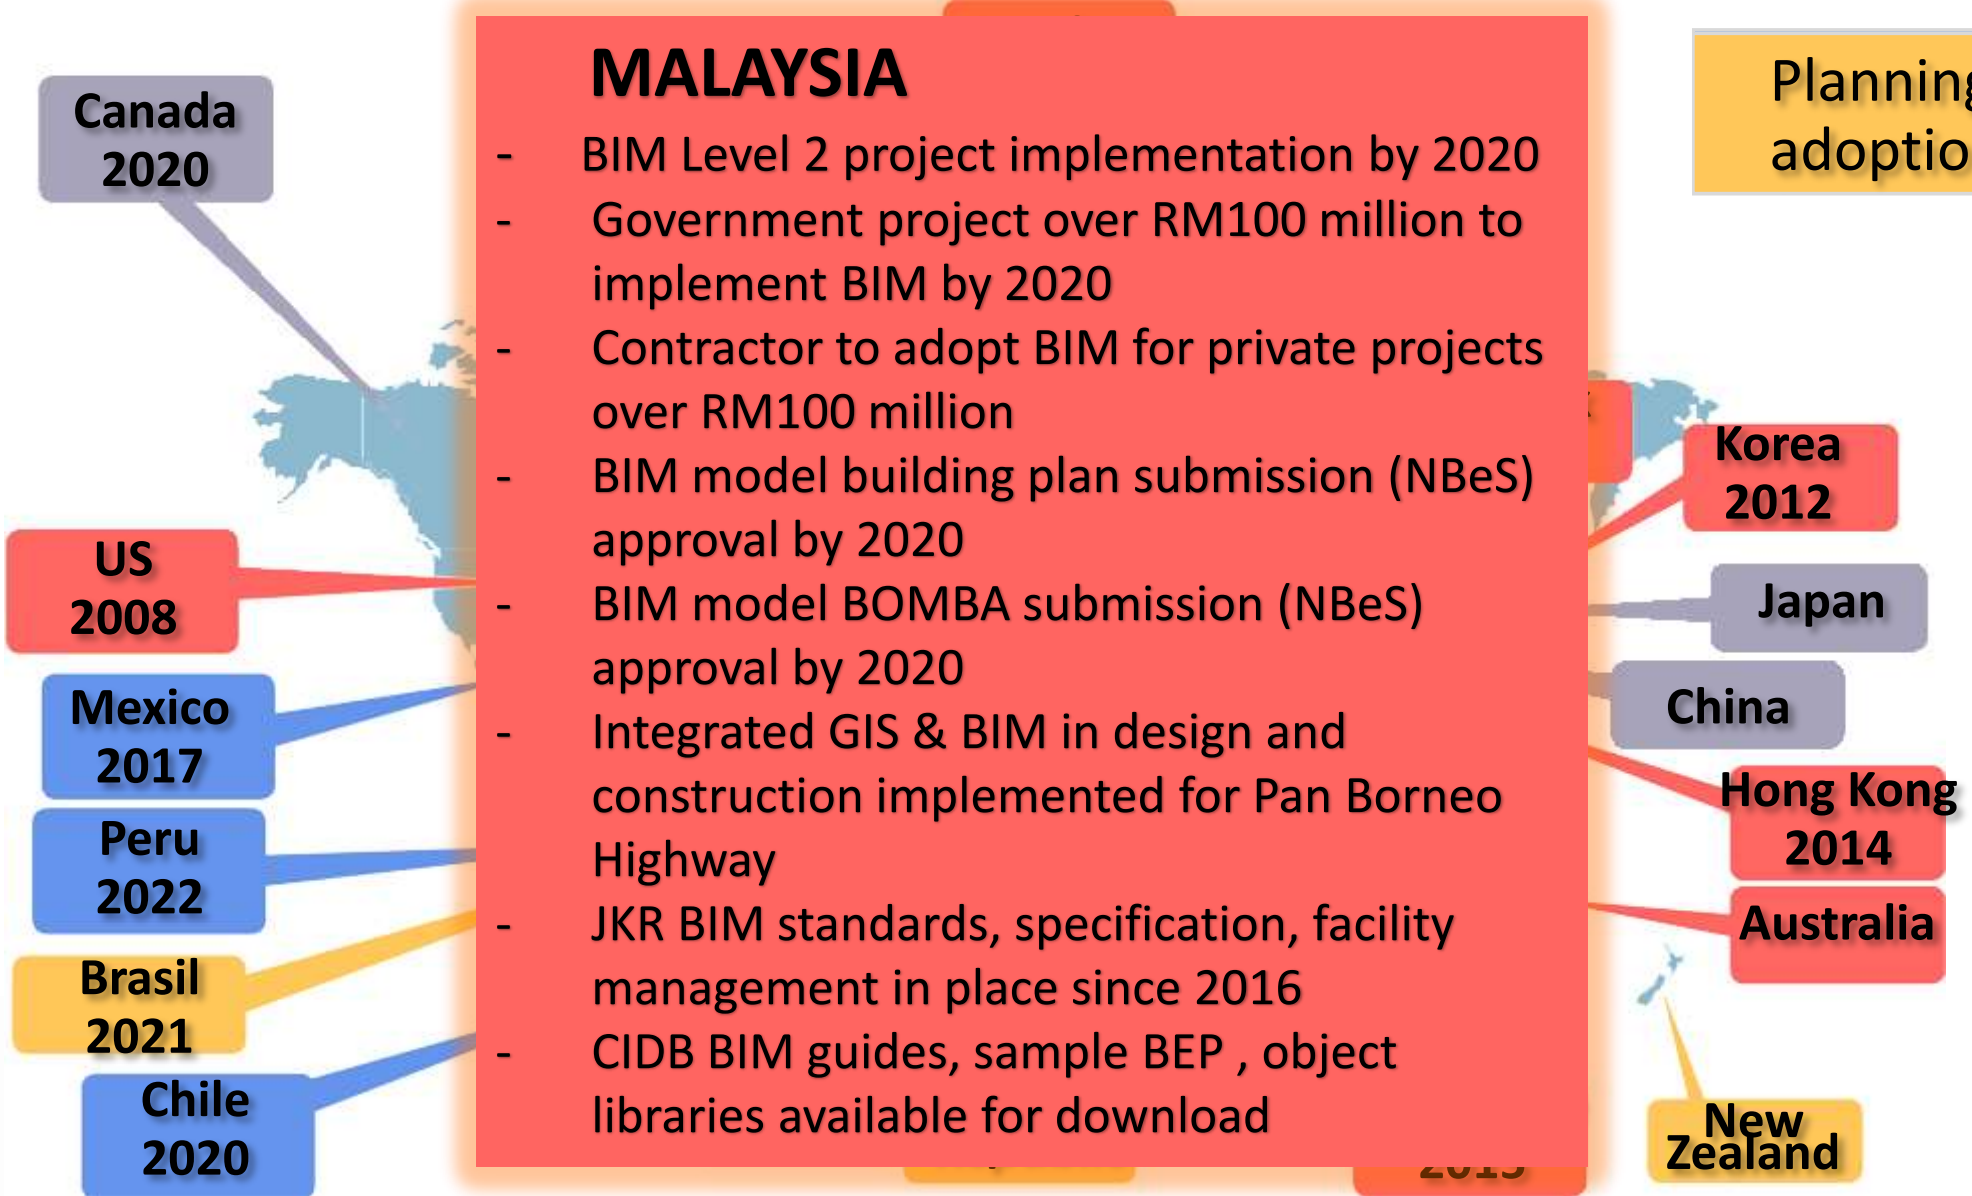 MALAYSIA
- BIM Level 2 project implementation by 2020
- Government project over RM100 million to
implement BIM by 2020
- Contractor to adopt BIM for private projects
over RM100 million
- BIM model building plan submission (NBeS)
approval by 2020
- BIM model BOMBA submission (NBeS)
approval by 2020
- Integrated GIS & BIM in design and
construction implemented for Pan Borneo
Highway
- JKR BIM standards, specification, facility
management in place since 2016
- CIDB BIM guides, sample BEP , object
libraries available for download
Canada
2020
US
2008
Mexico
2017
Peru
2022
Brasil
2021
Chile
2020
Korea
2012
Japan
China
Hong Kong
2014
Australia
New
Zealand